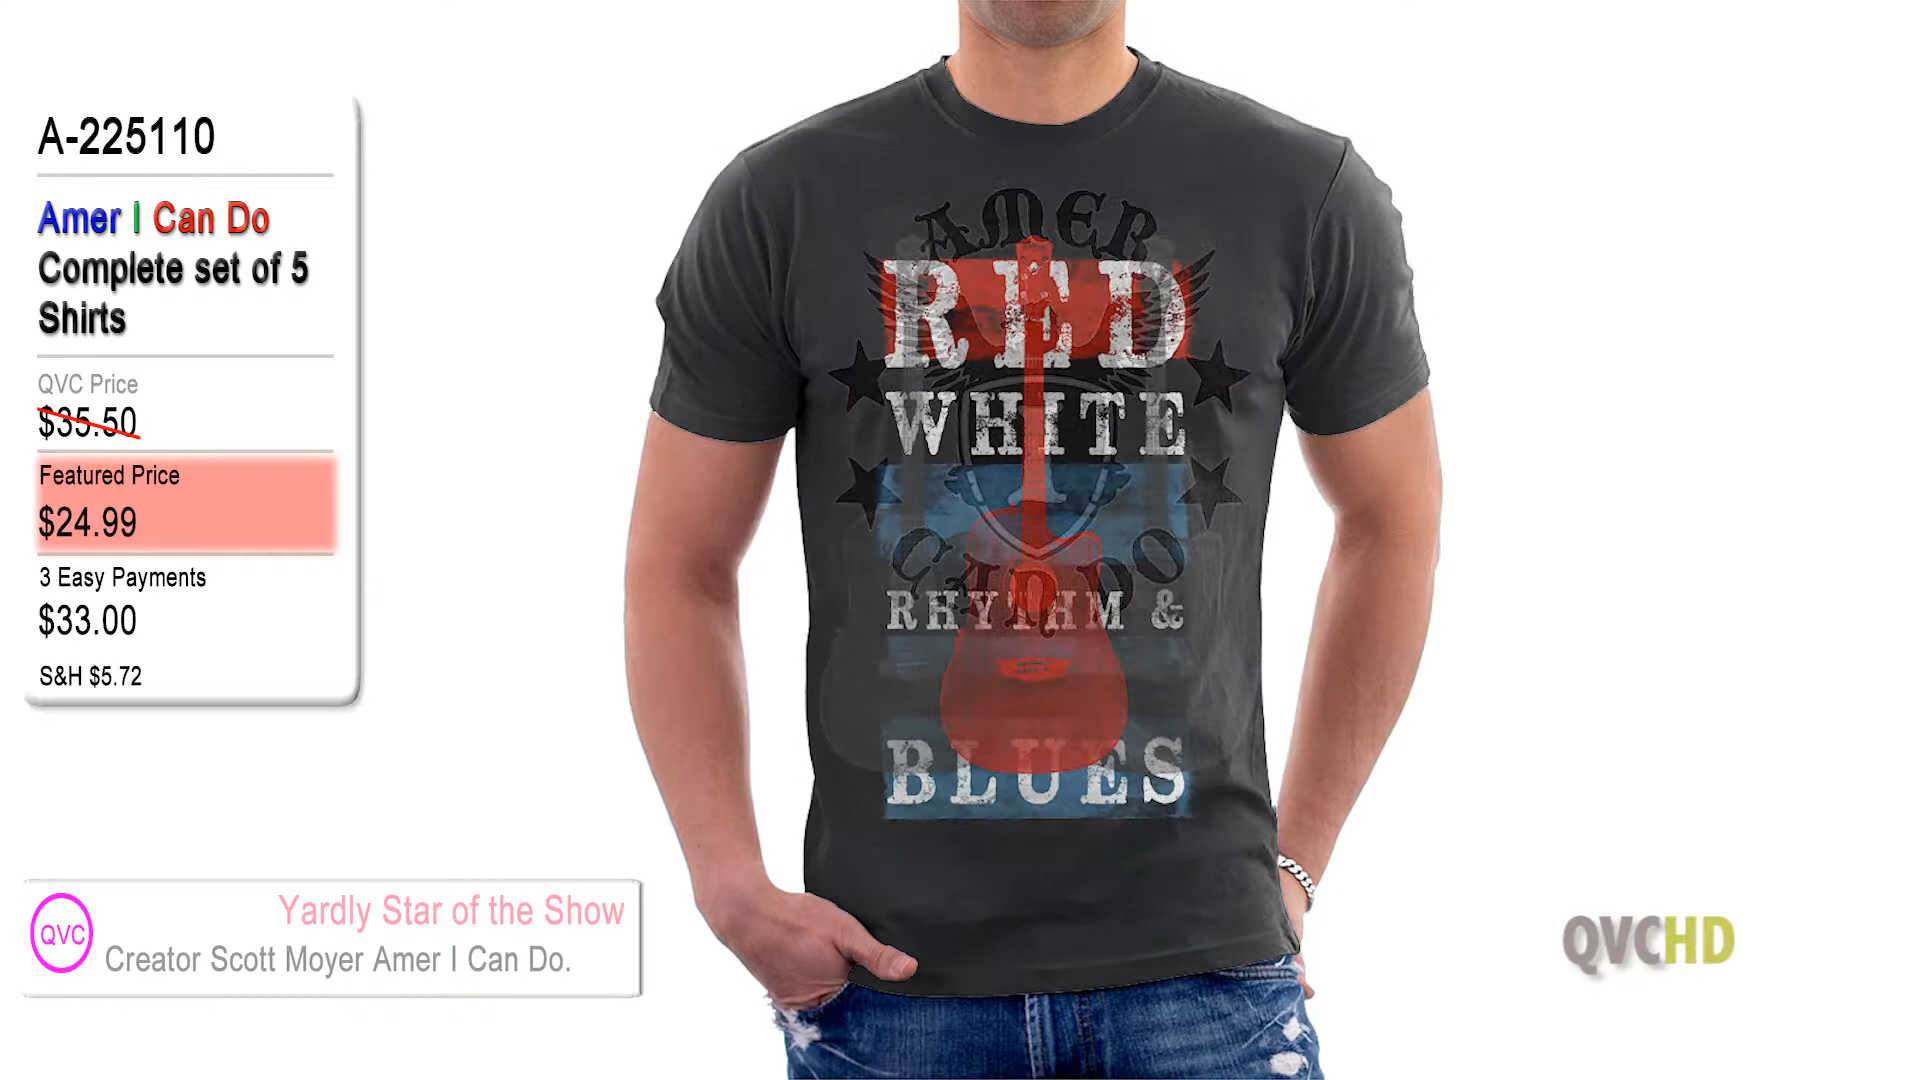 A-225110
Amer I Can Do
Complete set of 5
Shirts
QVC Price
$35.50
Featured Price
$24.99
3 Easy Payments
$33.00
S&H $5.72
AMER
RED
WHITE
I
CAN DO
RHYTHM &
BLUES
QVC
Yardly Star of the Show
Creator Scott Moyer Amer I Can Do.
QVCHD